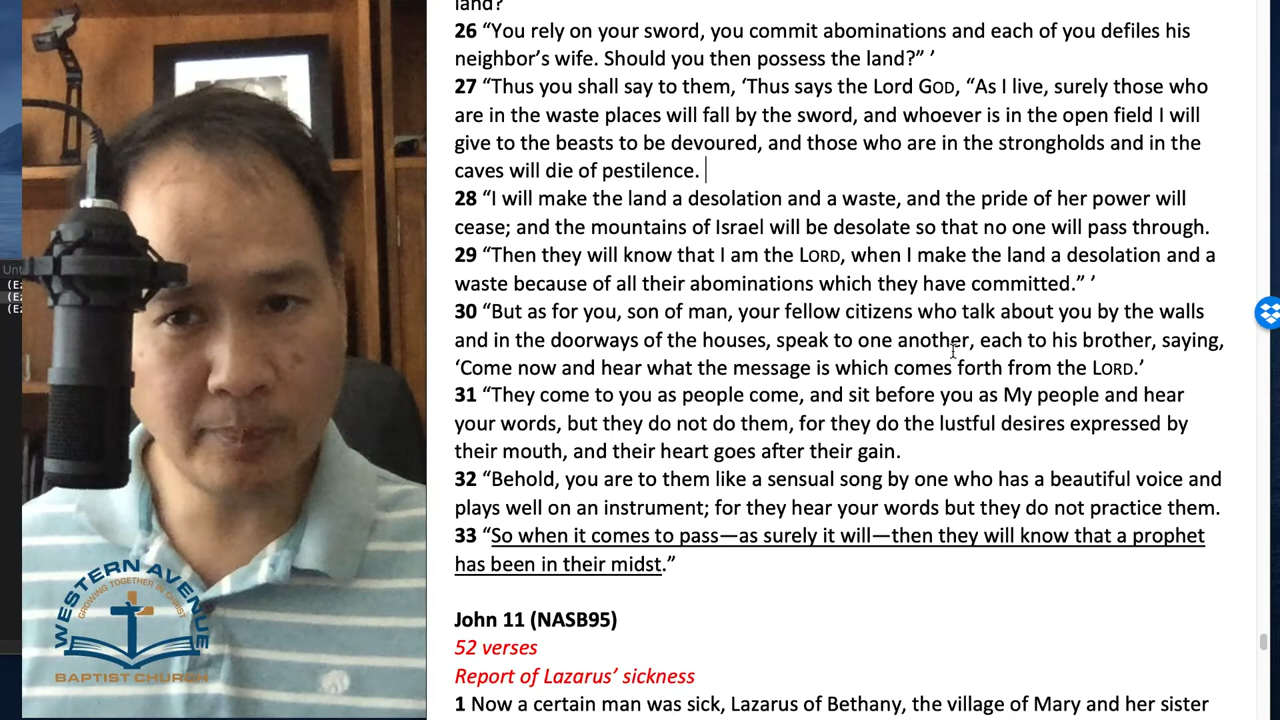 land?
26 “You rely on your sword, you commit abominations and each of you defiles his
neighbor’s wife. Should you then possess the land?” ’
27 “Thus you shall say to them, ‘Thus says the Lord GOD, “As I live, surely those who
are in the waste places will fall by the sword, and whoever is in the open field I will
give to the beasts to be devoured, and those who are in the strongholds and in the
caves will die of pestilence.
28 “I will make the land a desolation and a waste, and the pride of her power will
cease; and the mountains of Israel will be desolate so that no one will pass through.
29 “Then they will know that I am the LORD, when I make the land a desolation and a
waste because of all their abominations which they have committed.” ’
30 “But as for you, son of man, your fellow citizens who talk about you by the walls
and in the doorways of the houses, speak to one another, each to his brother, saying,
‘Come now and hear what the message is which comes forth from the LORD.’
31 “They come to you as people come, and sit before you as My people and hear
your words, but they do not do them, for they do the lustful desires expressed by
their mouth, and their heart goes after their gain.
32 “Behold, you are to them like a sensual song by one who has a beautiful voice and
plays well on an instrument; for they hear your words but they do not practice them.
33 “So when it comes to pass—as surely it will—then they will know that a prophet
has been in their midst.”
John 11 (NASB95)
52 verses
Report of Lazarus’ sickness
1 Now a certain man was sick, Lazarus of Bethany, the village of Mary and her sister
Unt
(Ez
(Ez
(Ez
WESTERN AVENUE
GROWING TOGETHER IN CHRIST
BAPTIST CHURCH